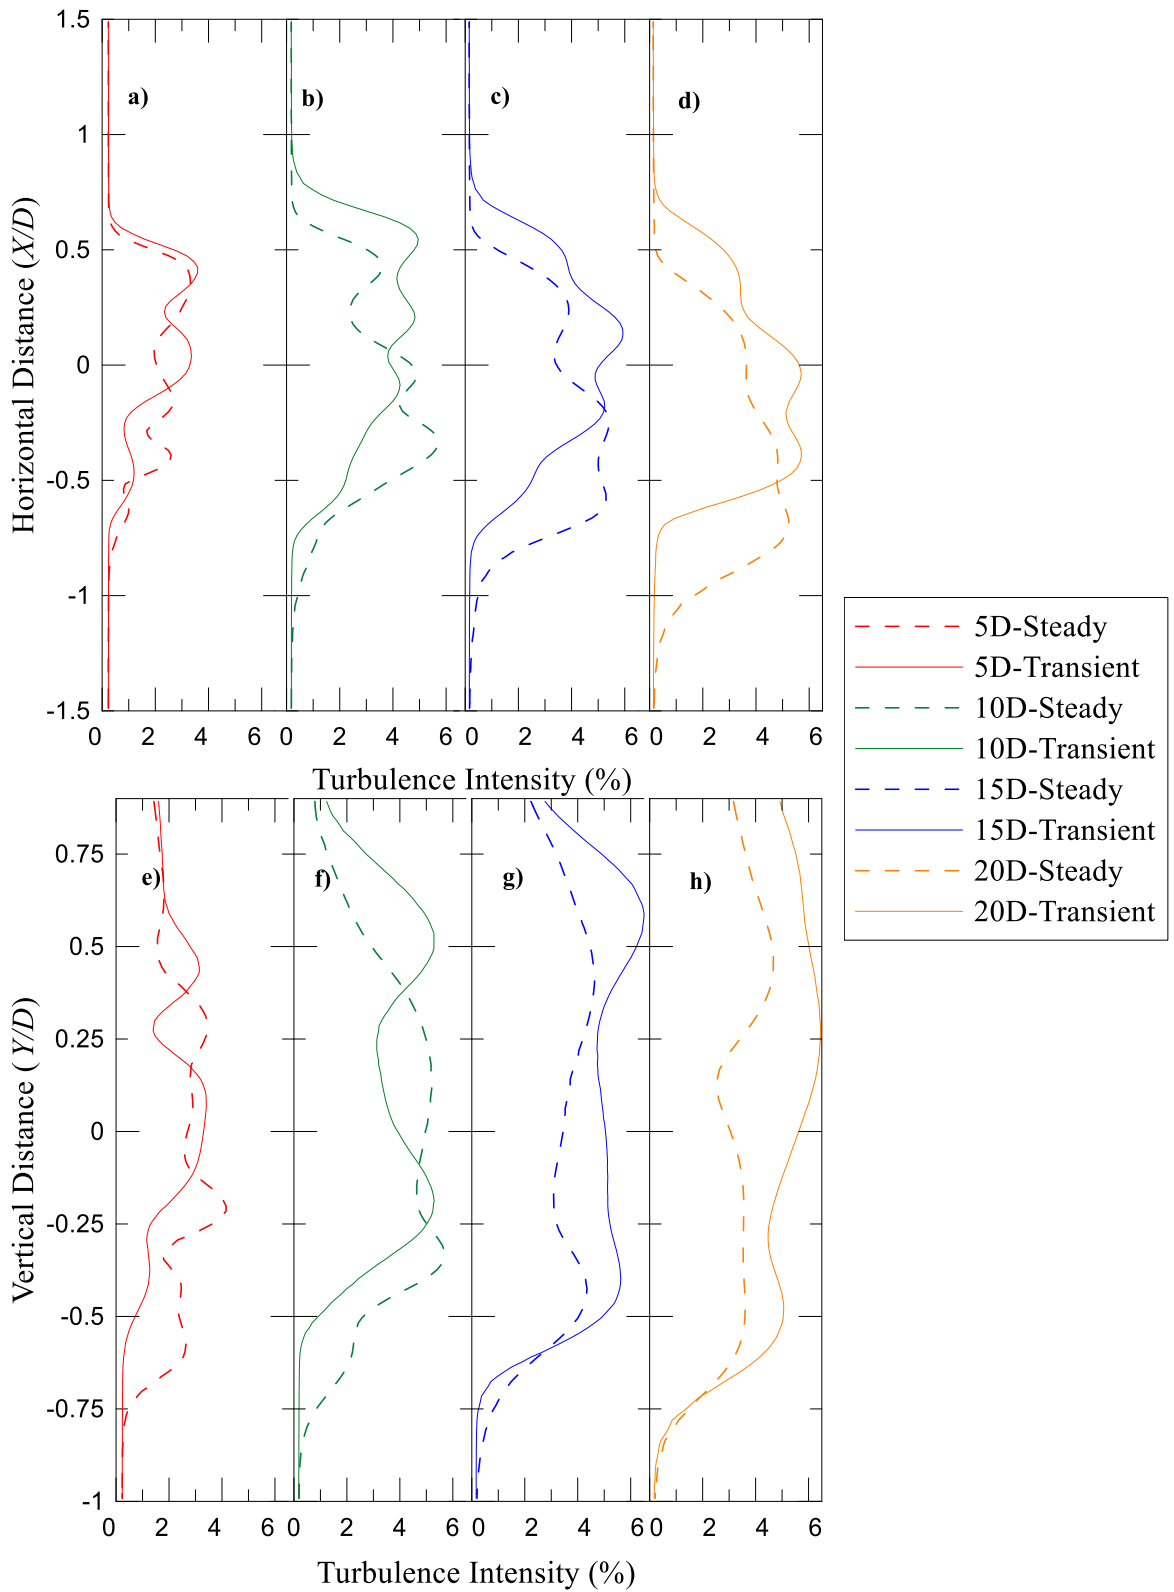 1.5
1
0.5
0
-0.5
-1
-1.5
Horizontal Distance (X/D)
a)
b)
c)
d)
0 2 4 0 2 4 6 0 2 4 6 0 2 4 6
Turbulence Intensity (%)
5D-Steady
5D-Transient
10D-Steady
10D-Transient
15D-Steady
15D-Transient
20D-Steady
20D-Transient
0.75
0.5
0.25
0
-0.25
-0.5
-0.75
-1
Vertical Distance (Y/D)
e)
f)
g)
h)
0 2 4 6 0 2 4 6 0 2 4 6 0 2 4 6
Turbulence Intensity (%)